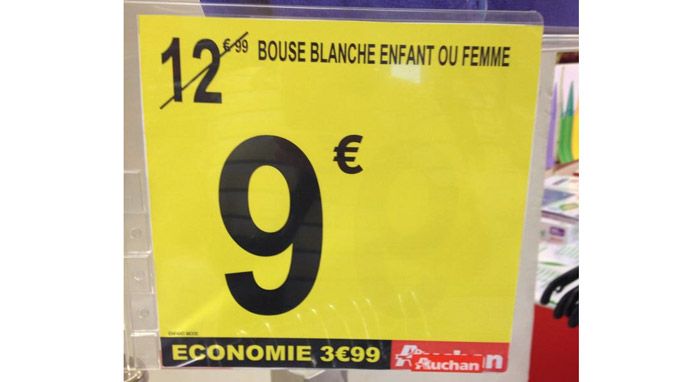 12€99 BOUSE BLANCHE ENFANT OU FEMME
9€
ECONOMIE 3€99 Auchan